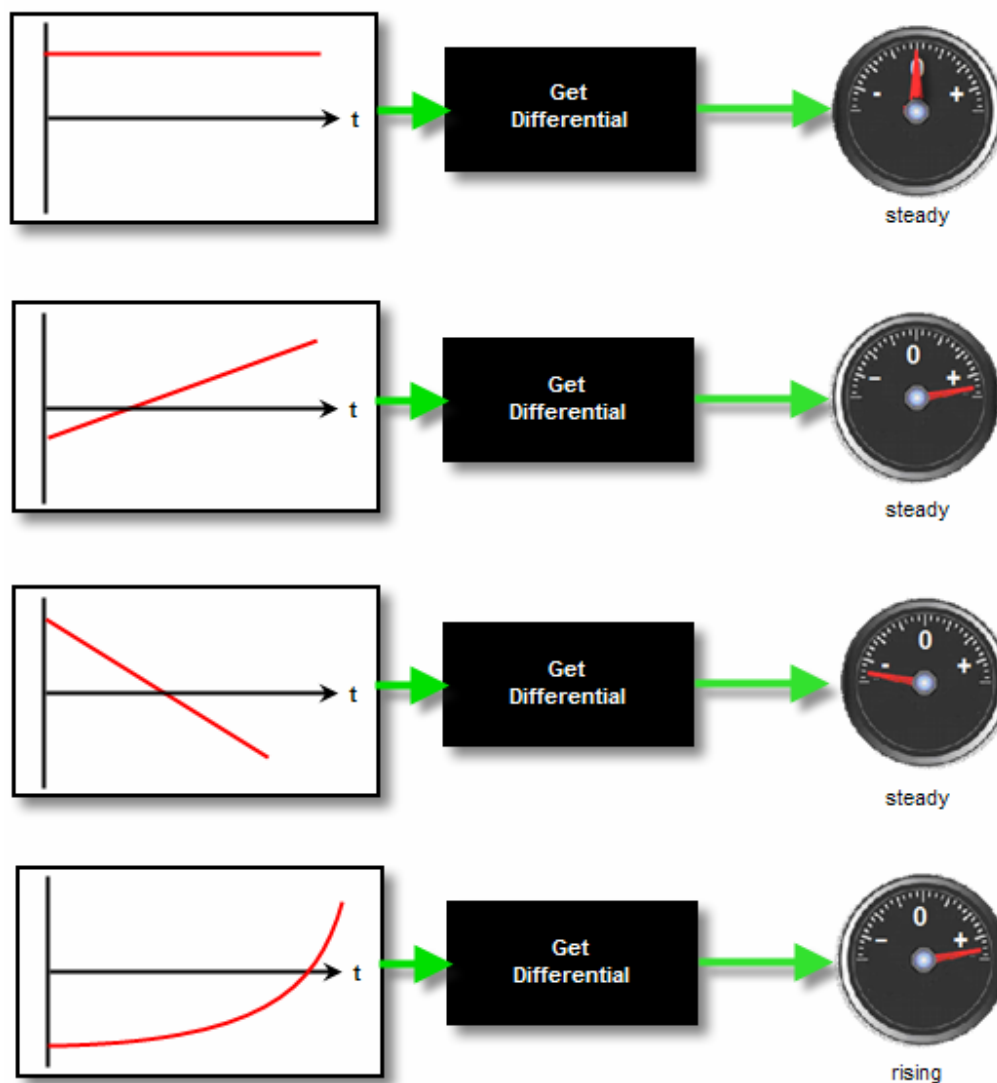 t
Get
Differential
0
- +
steady
t
Get
Differential
0
- +
steady
t
Get
Differential
0
- +
steady
t
Get
Differential
0
- +
rising